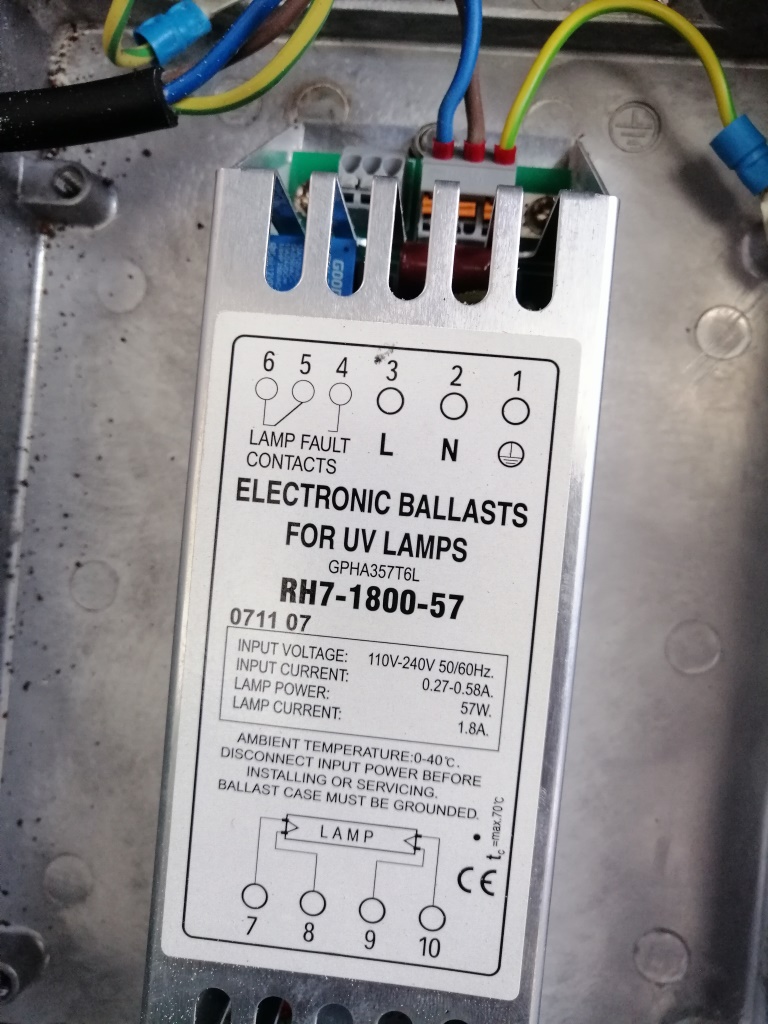 GOOD
6 5 4 3 2 1
LAMP FAULT L N
CONTACTS
ELECTRONIC BALLASTS
FOR UV LAMPS
GPHA357T6L
RH7-1800-57
0711 07
INPUT VOLTAGE: 110V-240V 50/60Hz.
INPUT CURRENT: 0.27-0.58A.
LAMP POWER: 57W.
LAMP CURRENT: 1.8A.
AMBIENT TEMPERATURE:0-40℃.
DISCONNECT INPUT POWER BEFORE
INSTALLING OR SERVICING.
BALLAST CASE MUST BE GROUNDED.
LAMP
• tc =max.70℃
CE
7 8 9 10